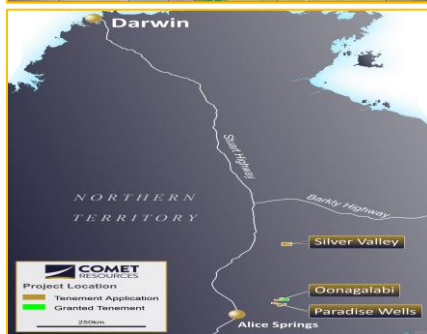 Darwin
Stuart Highway
Barkly Highway
NORTHERN
TERRITORY
Silver Valley
COMET
RESOURCES
Project Location
Tenement Application
Granted Tenement
250km
Oonagalabi
Paradise Wells
Alice Springs